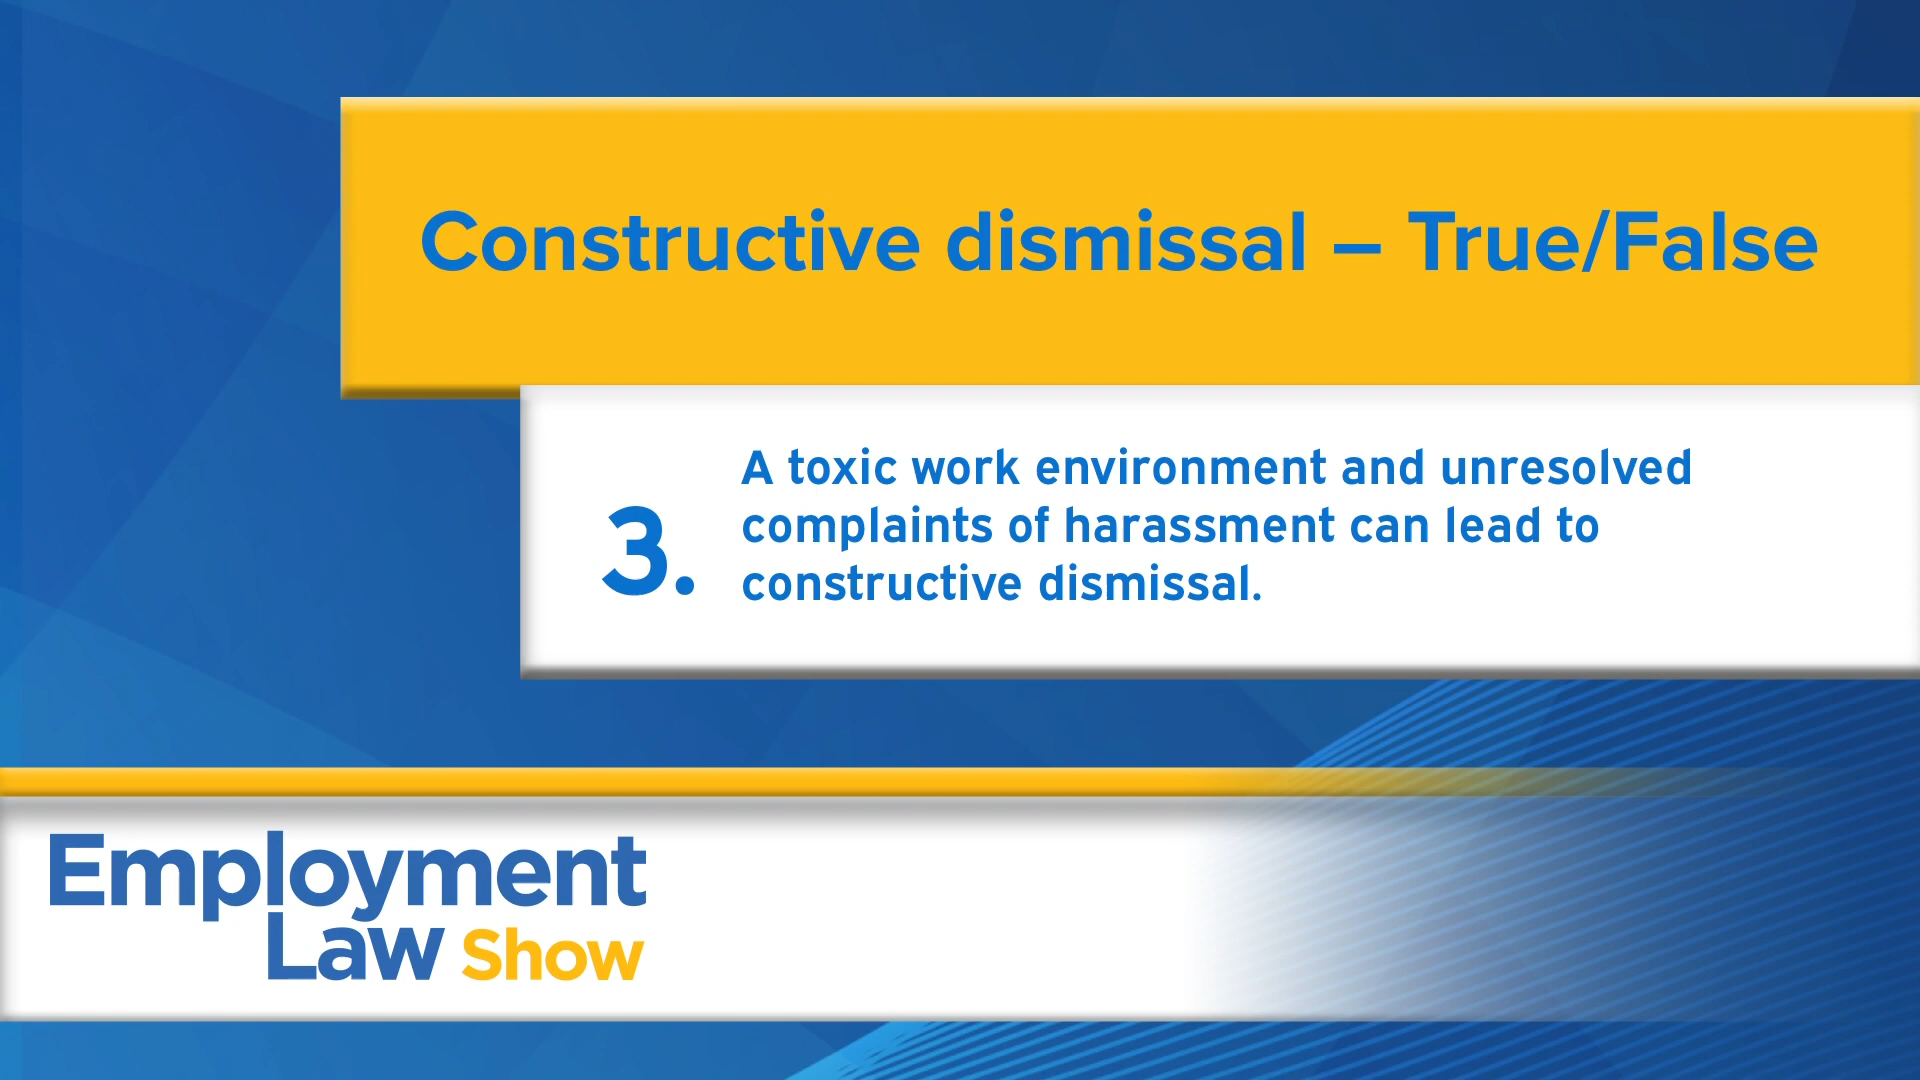 Constructive dismissal – True/False
3.
A toxic work environment and unresolved
complaints of harassment can lead to
constructive dismissal.
Employment
Law Show